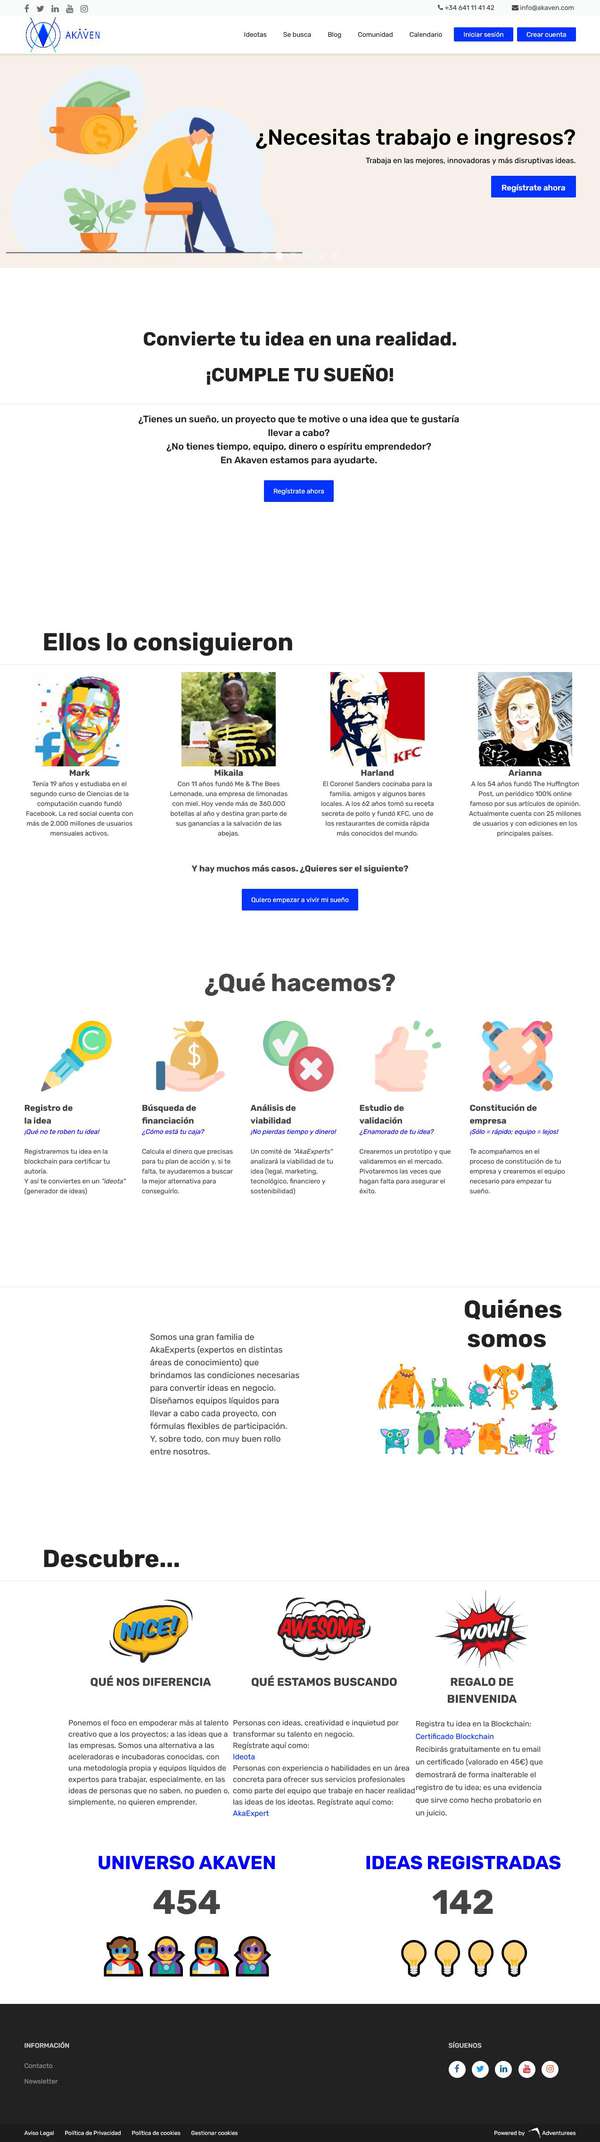 +34 641 11 41 42 info@akaven.com
AKAVEN
Ideotas Se busca Blog Comunidad Calendario Iniciar sesión Crear cuenta
¿Necesitas trabajo e ingresos?
Trabaja en las mejores, innovadoras y más disruptivas ideas.
Regístrate ahora
Convierte tu idea en una realidad.
¡CUMPLE TU SUEÑO!
¿Tienes un sueño, un proyecto que te motive o una idea que te gustaría
llevar a cabo?
¿No tienes tiempo, equipo, dinero o espíritu emprendedor?
En Akaven estamos para ayudarte.
Regístrate ahora
Ellos lo consiguieron
KFC
Mark
Tenía 19 años y estudiaba en el
segundo curso de Ciencias de la
computación cuando fundó
Facebook. La red social cuenta con
más de 2.000 millones de usuarios
mensuales activos.
Mikaila
Con 11 años fundó Me & The Bees
Lemonade, una empresa de limonadas
con miel. Hoy vende más de 360.000
botellas al año y destina gran parte de
sus ganancias a la salvación de las
abejas.
Harland
El Coronel Sanders cocinaba para la
familia, amigos y algunos bares
locales. A los 62 años tomó su receta
secreta de pollo y fundó KFC, uno de
los restaurantes de comida rápida
más conocidos del mundo.
Arianna
A los 54 años fundó The Huffington
Post, un periódico 100% online
famoso por sus artículos de opinión.
Actualmente cuenta con 25 millones
de usuarios y con ediciones en los
principales países.
Y hay muchos más casos. ¿Quieres ser el siguiente?
Quiero empezar a vivir mi sueño
¿Qué hacemos?
Registro de
la idea
¡Qué no te roben tu idea!
Registraremos tu idea en la
blockchain para certificar tu
autoría.
Y así te conviertes en un "ideota"
(generador de ideas)
Búsqueda de
financiación
¿Cómo está tu caja?
Calcula el dinero que precisas
para tu plan de acción y, si te
falta, te ayudaremos a buscar
la mejor alternativa para
conseguirlo.
Análisis de
viabilidad
¡No pierdas tiempo y dinero!
Un comité de "AkaExperts"
analizará la viabilidad de tu
idea (legal, marketing,
tecnológico, financiero y
sostenibilidad)
Estudio de
validación
¿Enamorado de tu idea?
Crearemos un prototipo y que
validaremos en el mercado.
Pivotaremos las veces que
hagan falta para asegurar el
éxito.
Constitución de
empresa
¡Sólo = rápido; equipo = lejos!
Te acompañamos en el
proceso de constitución de tu
empresa y crearemos el equipo
necesario para empezar tu
sueño.
Quiénes
somos
Somos una gran familia de
AkaExperts (expertos en distintas
áreas de conocimiento) que
brindamos las condiciones necesarias
para convertir ideas en negocio.
Diseñamos equipos líquidos para
llevar a cabo cada proyecto, con
fórmulas flexibles de participación.
Y, sobre todo, con muy buen rollo
entre nosotros.
Descubre...
NICE!
AWESOME
WOW!
QUÉ NOS DIFERENCIA
Ponemos el foco en empoderar más al talento
creativo que a los proyectos; a las ideas que a
las empresas. Somos una alternativa a las
aceleradoras e incubadoras conocidas, con
una metodología propia y equipos líquidos de
expertos para trabajar, especialmente, en las
ideas de personas que no saben, no pueden o,
simplemente, no quieren emprender.
QUÉ ESTAMOS BUSCANDO
Personas con ideas, creatividad e inquietud por
transformar su talento en negocio.
Regístrate aquí como:
Ideota
Personas con experiencia o habilidades en un área
concreta para ofrecer sus servicios profesionales
como parte del equipo que trabaje en hacer realidad
las ideas de los ideotas. Regístrate aquí como:
AkaExpert
REGALO DE
BIENVENIDA
Registra tu idea en la Blockchain:
Certificado Blockchain
Recibirás gratuitamente en tu email
un certificado (valorado en 45€) que
demostrará de forma inalterable el
registro de tu idea; es una evidencia
que sirve como hecho probatorio en
un juicio.
UNIVERSO AKAVEN
454
IDEAS REGISTRADAS
142
INFORMACIÓN
Contacto
Newsletter
SÍGUENOS
Aviso Legal Política de Privacidad Política de cookies Gestionar cookies
Powered by Adventurees